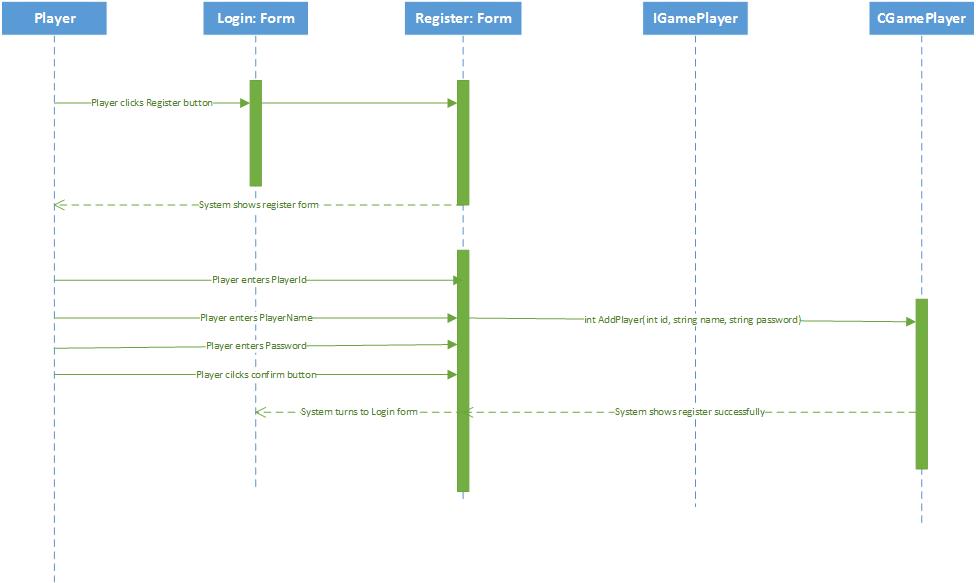 Player
Login: Form
Register: Form
IGamePlayer
CGamePlayer
Player clicks Register button
System shows register form
Player enters PlayerId
Player enters PlayerName
int AddPlayer(int id, string name, string password)
Player enters Password
Player cilcks confirm button
System turns to Login form
System shows register successfully